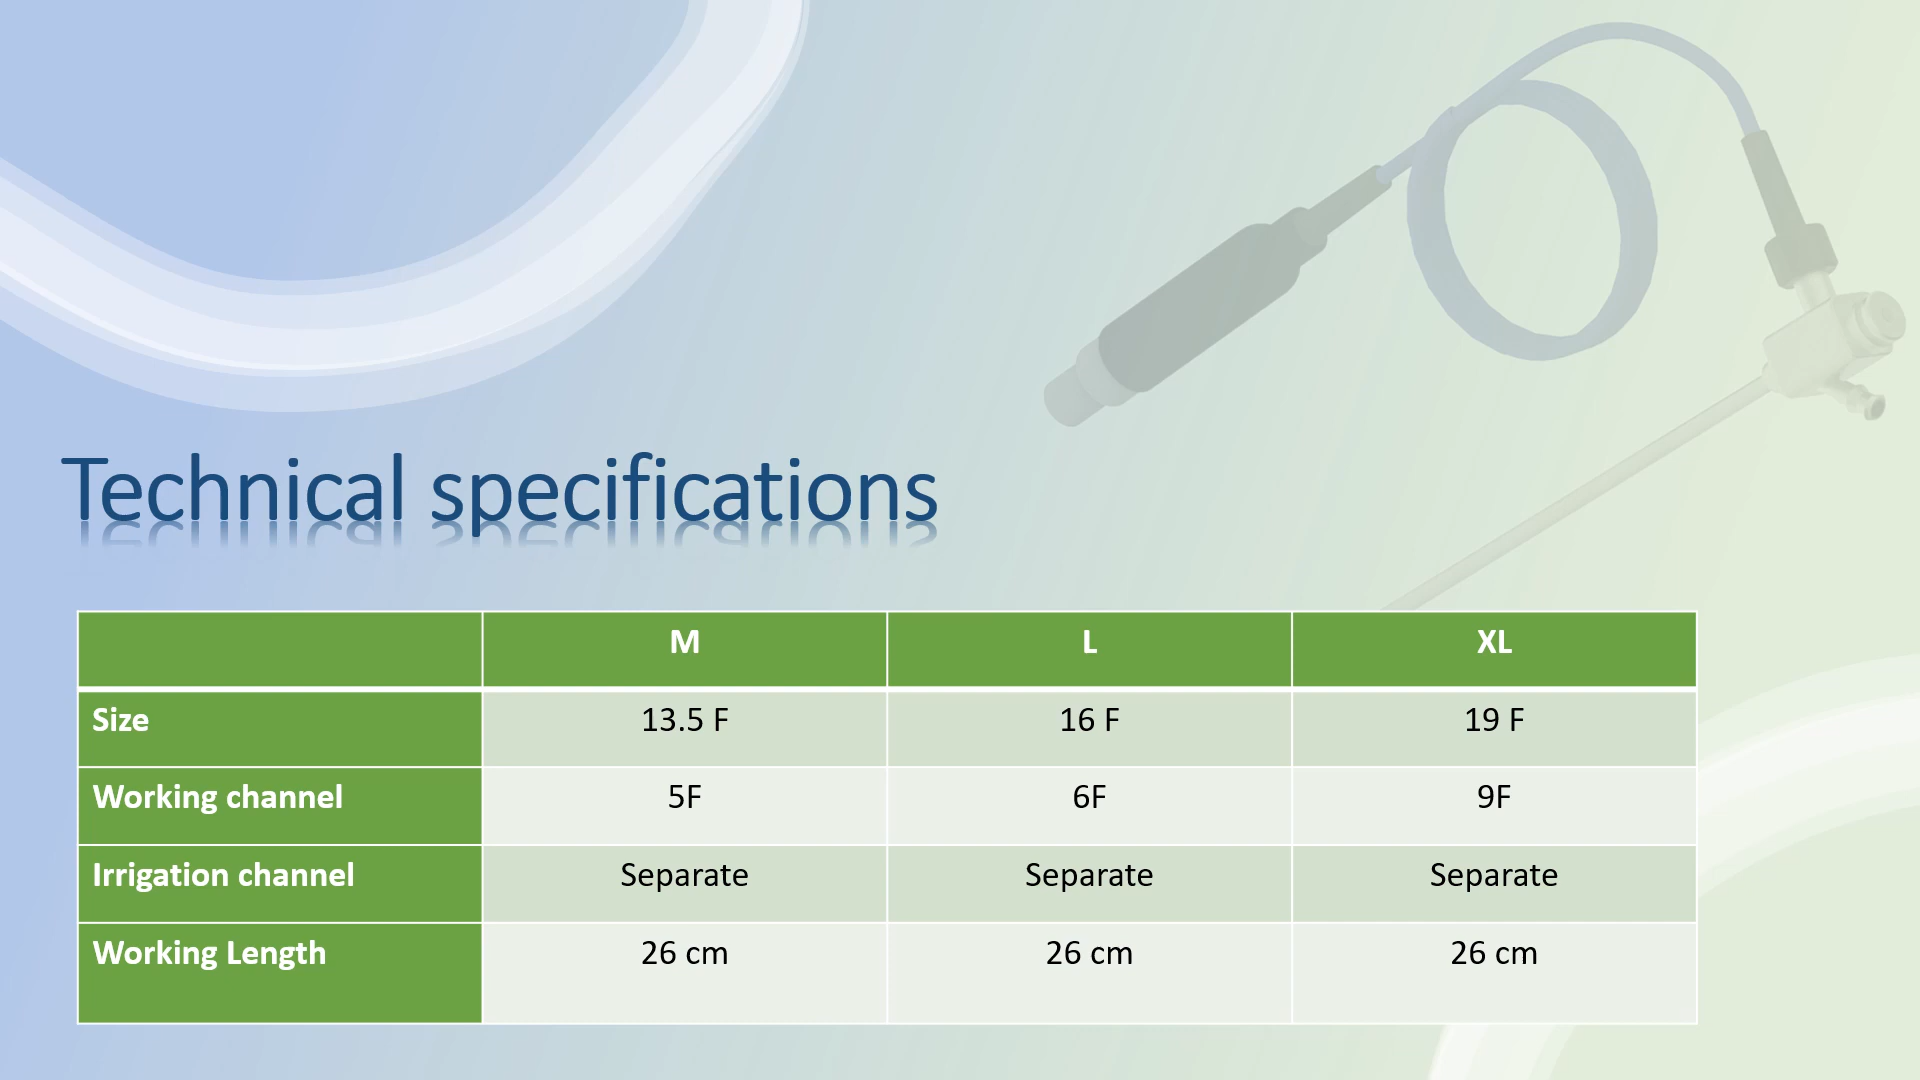 Technical specifications
M L XL
Size 13.5 F 16 F 19 F
Working channel 5F 6F 9F
Irrigation channel Separate Separate Separate
Working Length 26 cm 26 cm 26 cm